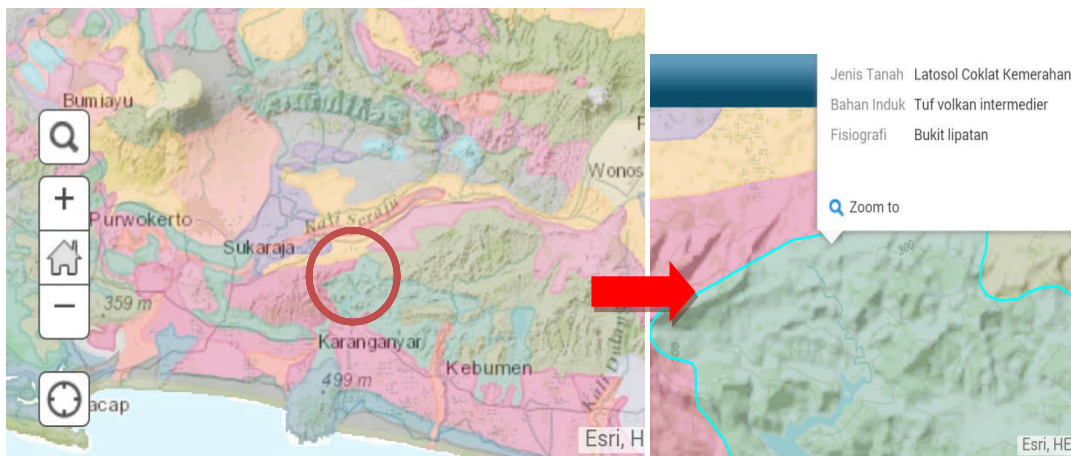 Bumiayu
Wonos
Purwokerto
Kali Seraju
Sukaraja
359 m
Karanganyar
Kebumen
499 m
acap
Esri, H
Jenis Tanah Latosol Coklat Kemerahan
Bahan Induk Tuf volkan intermedier
Fisiografi Bukit lipatan
Zoom to
300
Esri, HE